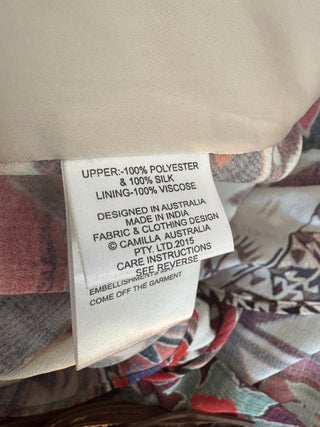 UPPER:-100% POLYESTER
& 100% SILK
LINING-100% VISCOSE
DESIGNED IN AUSTRALIA
MADE IN INDIA
FABRIC & CLOTHING DESIGN
© CAMILLA AUSTRALIA
PTY. LTD.2015
CARE INSTRUCTIONS
SEE REVERSE
EMBELLISHMENTS
COME OFF THE GARMENT